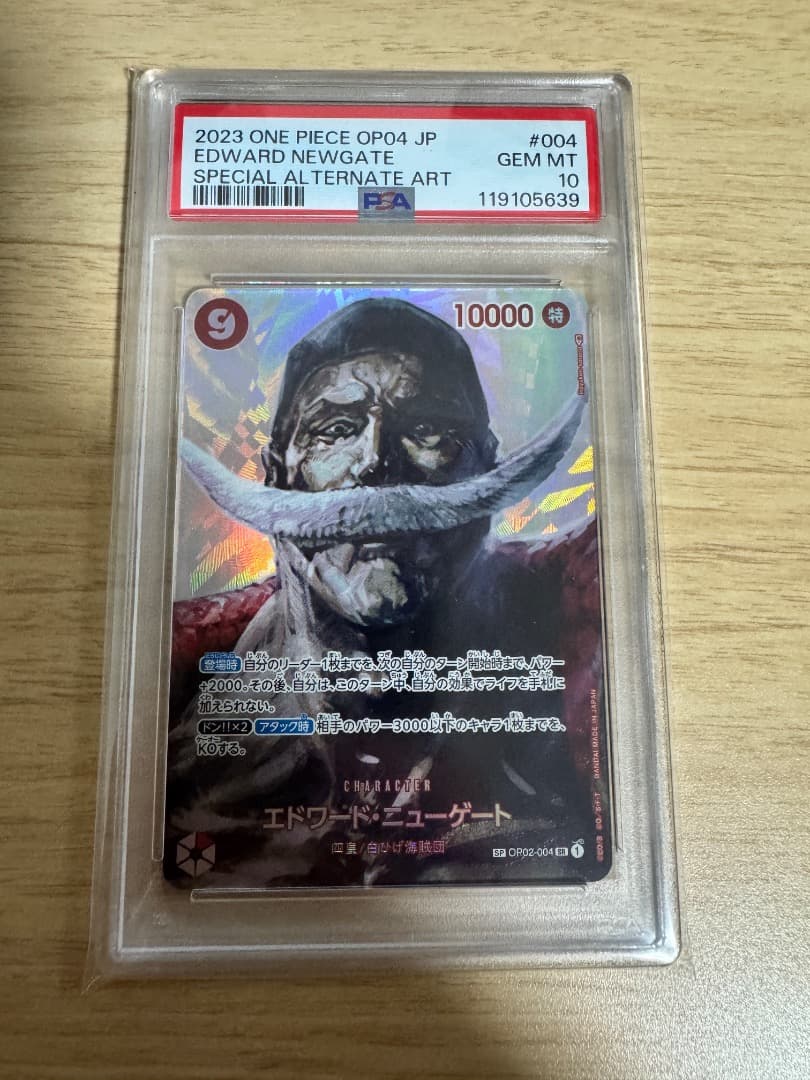 2023 ONE PIECE OP04 JP #004
EDWARD NEWGATE GEM MT
SPECIAL ALTERNATE ART 10
PSA 119105639
9 10000 特
登場時 自分のリーダー1枚までを、次の自分のターン開始時まで、パワー
+2000。その後、自分は、このターン中、自分の効果でライフを手札に
加えられない。
ドン!!×2 アタック時 相手のパワー3000以下のキャラ1枚までを、
KOする。
CHARACTER
エドワード・ニューゲート
四皇/白ひげ海賊団
SP OP02-004 SR 1
©E.O/S ©O/S・F・T BANDAI MADE IN JAPAN